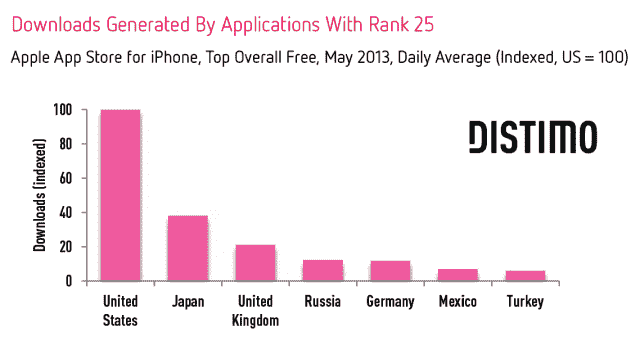 Downloads Generated By Applications With Rank 25
Apple App Store for iPhone, Top Overall Free, May 2013, Daily Average (Indexed, US = 100)
DISTIMO
Downloads (indexed)
100
80
60
40
20
0
United States
Japan
United Kingdom
Russia
Germany
Mexico
Turkey